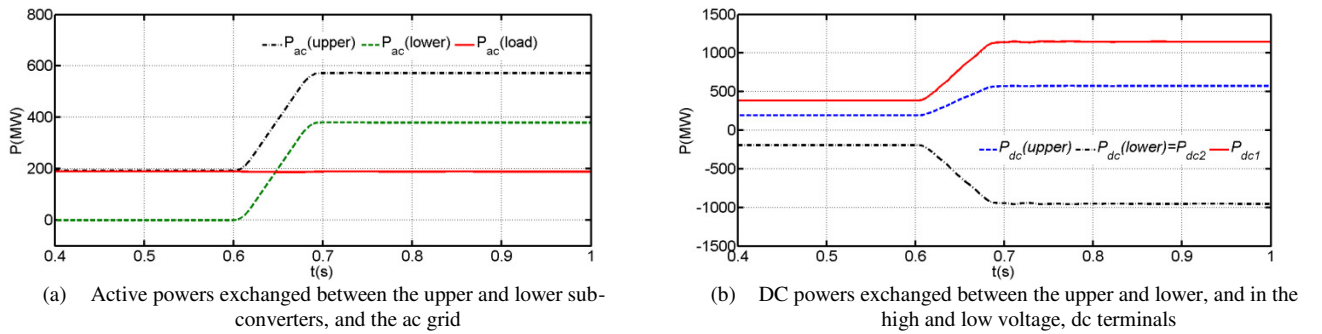 800
600
400
200
0
P(MW)
P_ac(upper) P_ac(lower) P_ac(load)
0.4 0.5 0.6 0.7 0.8 0.9 1
t(s)
(a) Active powers exchanged between the upper and lower sub-
converters, and the ac grid
1500
1000
500
0
-500
-1000
-1500
P(MW)
P_dc(upper) P_dc(lower)=P_dc2 P_dc1
0.4 0.5 0.6 0.7 0.8 0.9 1
t(s)
(b) DC powers exchanged between the upper and lower, and in the
high and low voltage, dc terminals